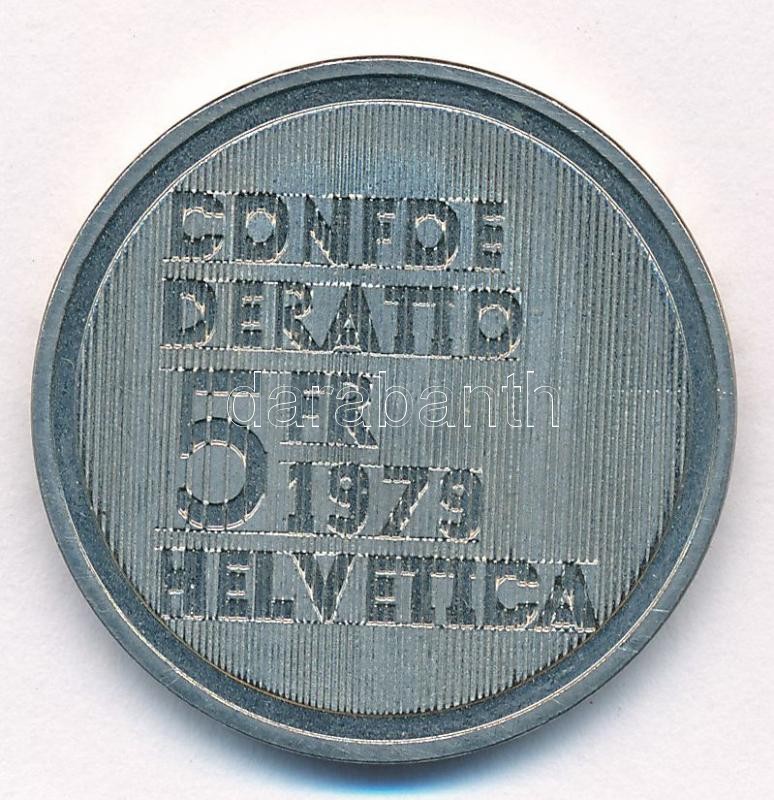 CONFOE
DERATIO
5 FR
1979
HELVETICA
darabanth